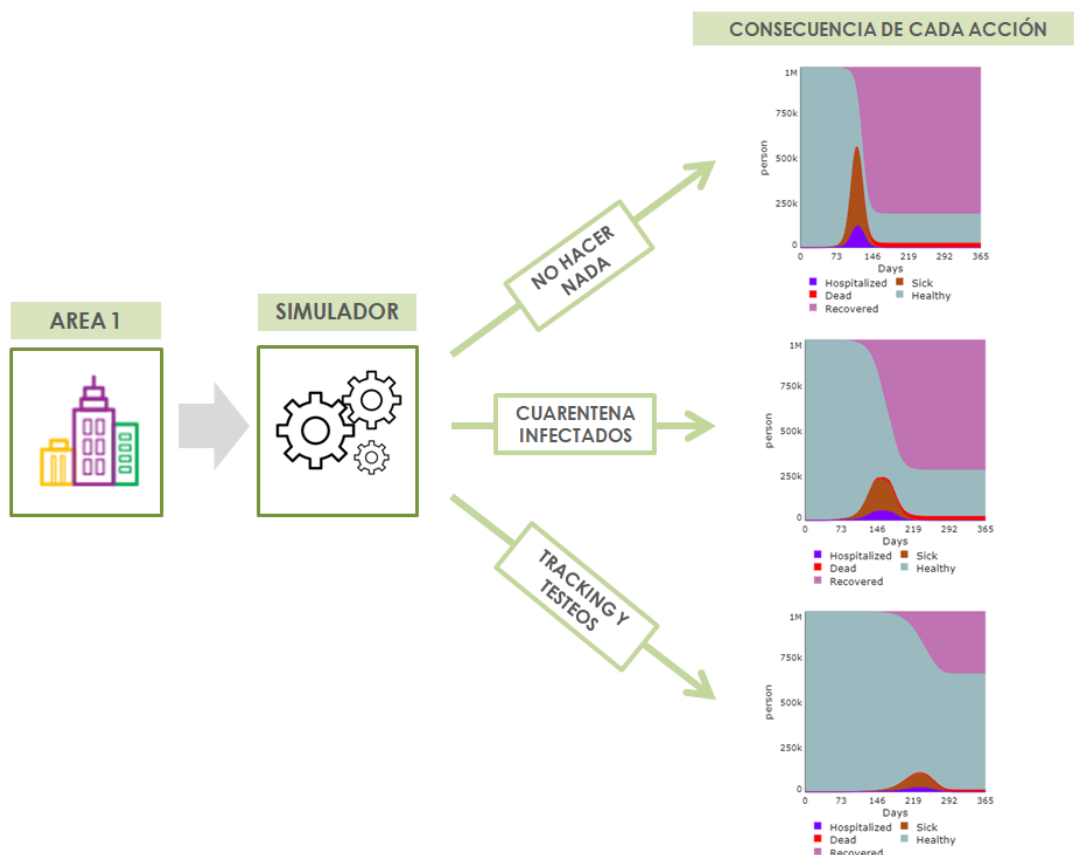 CONSECUENCIA DE CADA ACCIÓN
1M
750k
500k
250k
0
person
0 73 146 219 292 365
Days
Hospitalized Sick
Dead Healthy
Recovered
NO HACER
NADA
AREA 1
SIMULADOR
CUARENTENA
INFECTADOS
1M
750k
500k
250k
0
person
0 73 146 219 292 365
Days
Hospitalized Sick
Dead Healthy
Recovered
TRACKING Y
TESTEOS
1M
750k
500k
250k
0
person
0 73 146 219 292 365
Days
Hospitalized Sick
Dead Healthy
Recovered